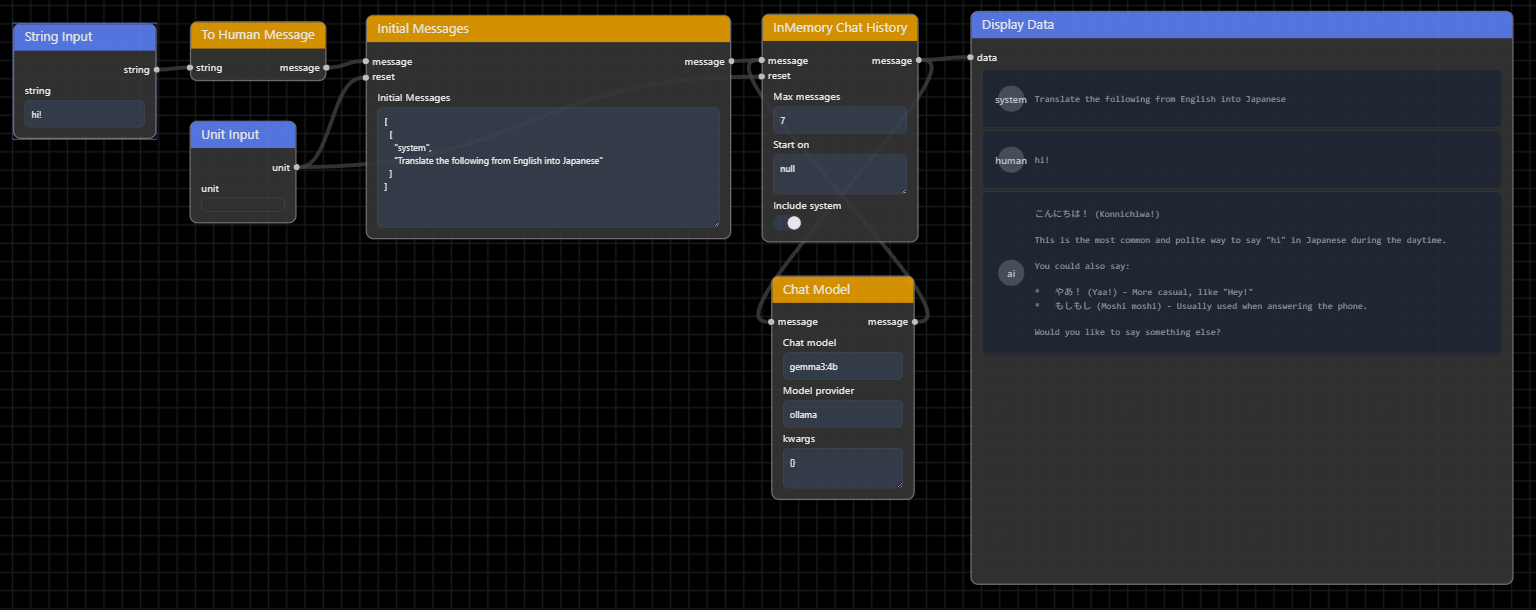 String Input
string
string
hi!
To Human Message
string message
Unit Input
unit
unit
Initial Messages
message message
reset
Initial Messages
[
[
"system",
"Translate the following from English into Japanese"
]
]
InMemory Chat History
message message
reset
Max messages
7
Start on
null
Include system
Chat Model
message message
Chat model
gemma3:4b
Model provider
ollama
kwargs
{}
Display Data
data
system Translate the following from English into Japanese
human hi!
ai
こんにちは! (Konnichiwa!)
This is the most common and polite way to say "hi" in Japanese during the daytime.
You could also say:
* やあ! (Yaa!) - More casual, like "Hey!"
* もしもし (Moshi moshi) - Usually used when answering the phone.
Would you like to say something else?